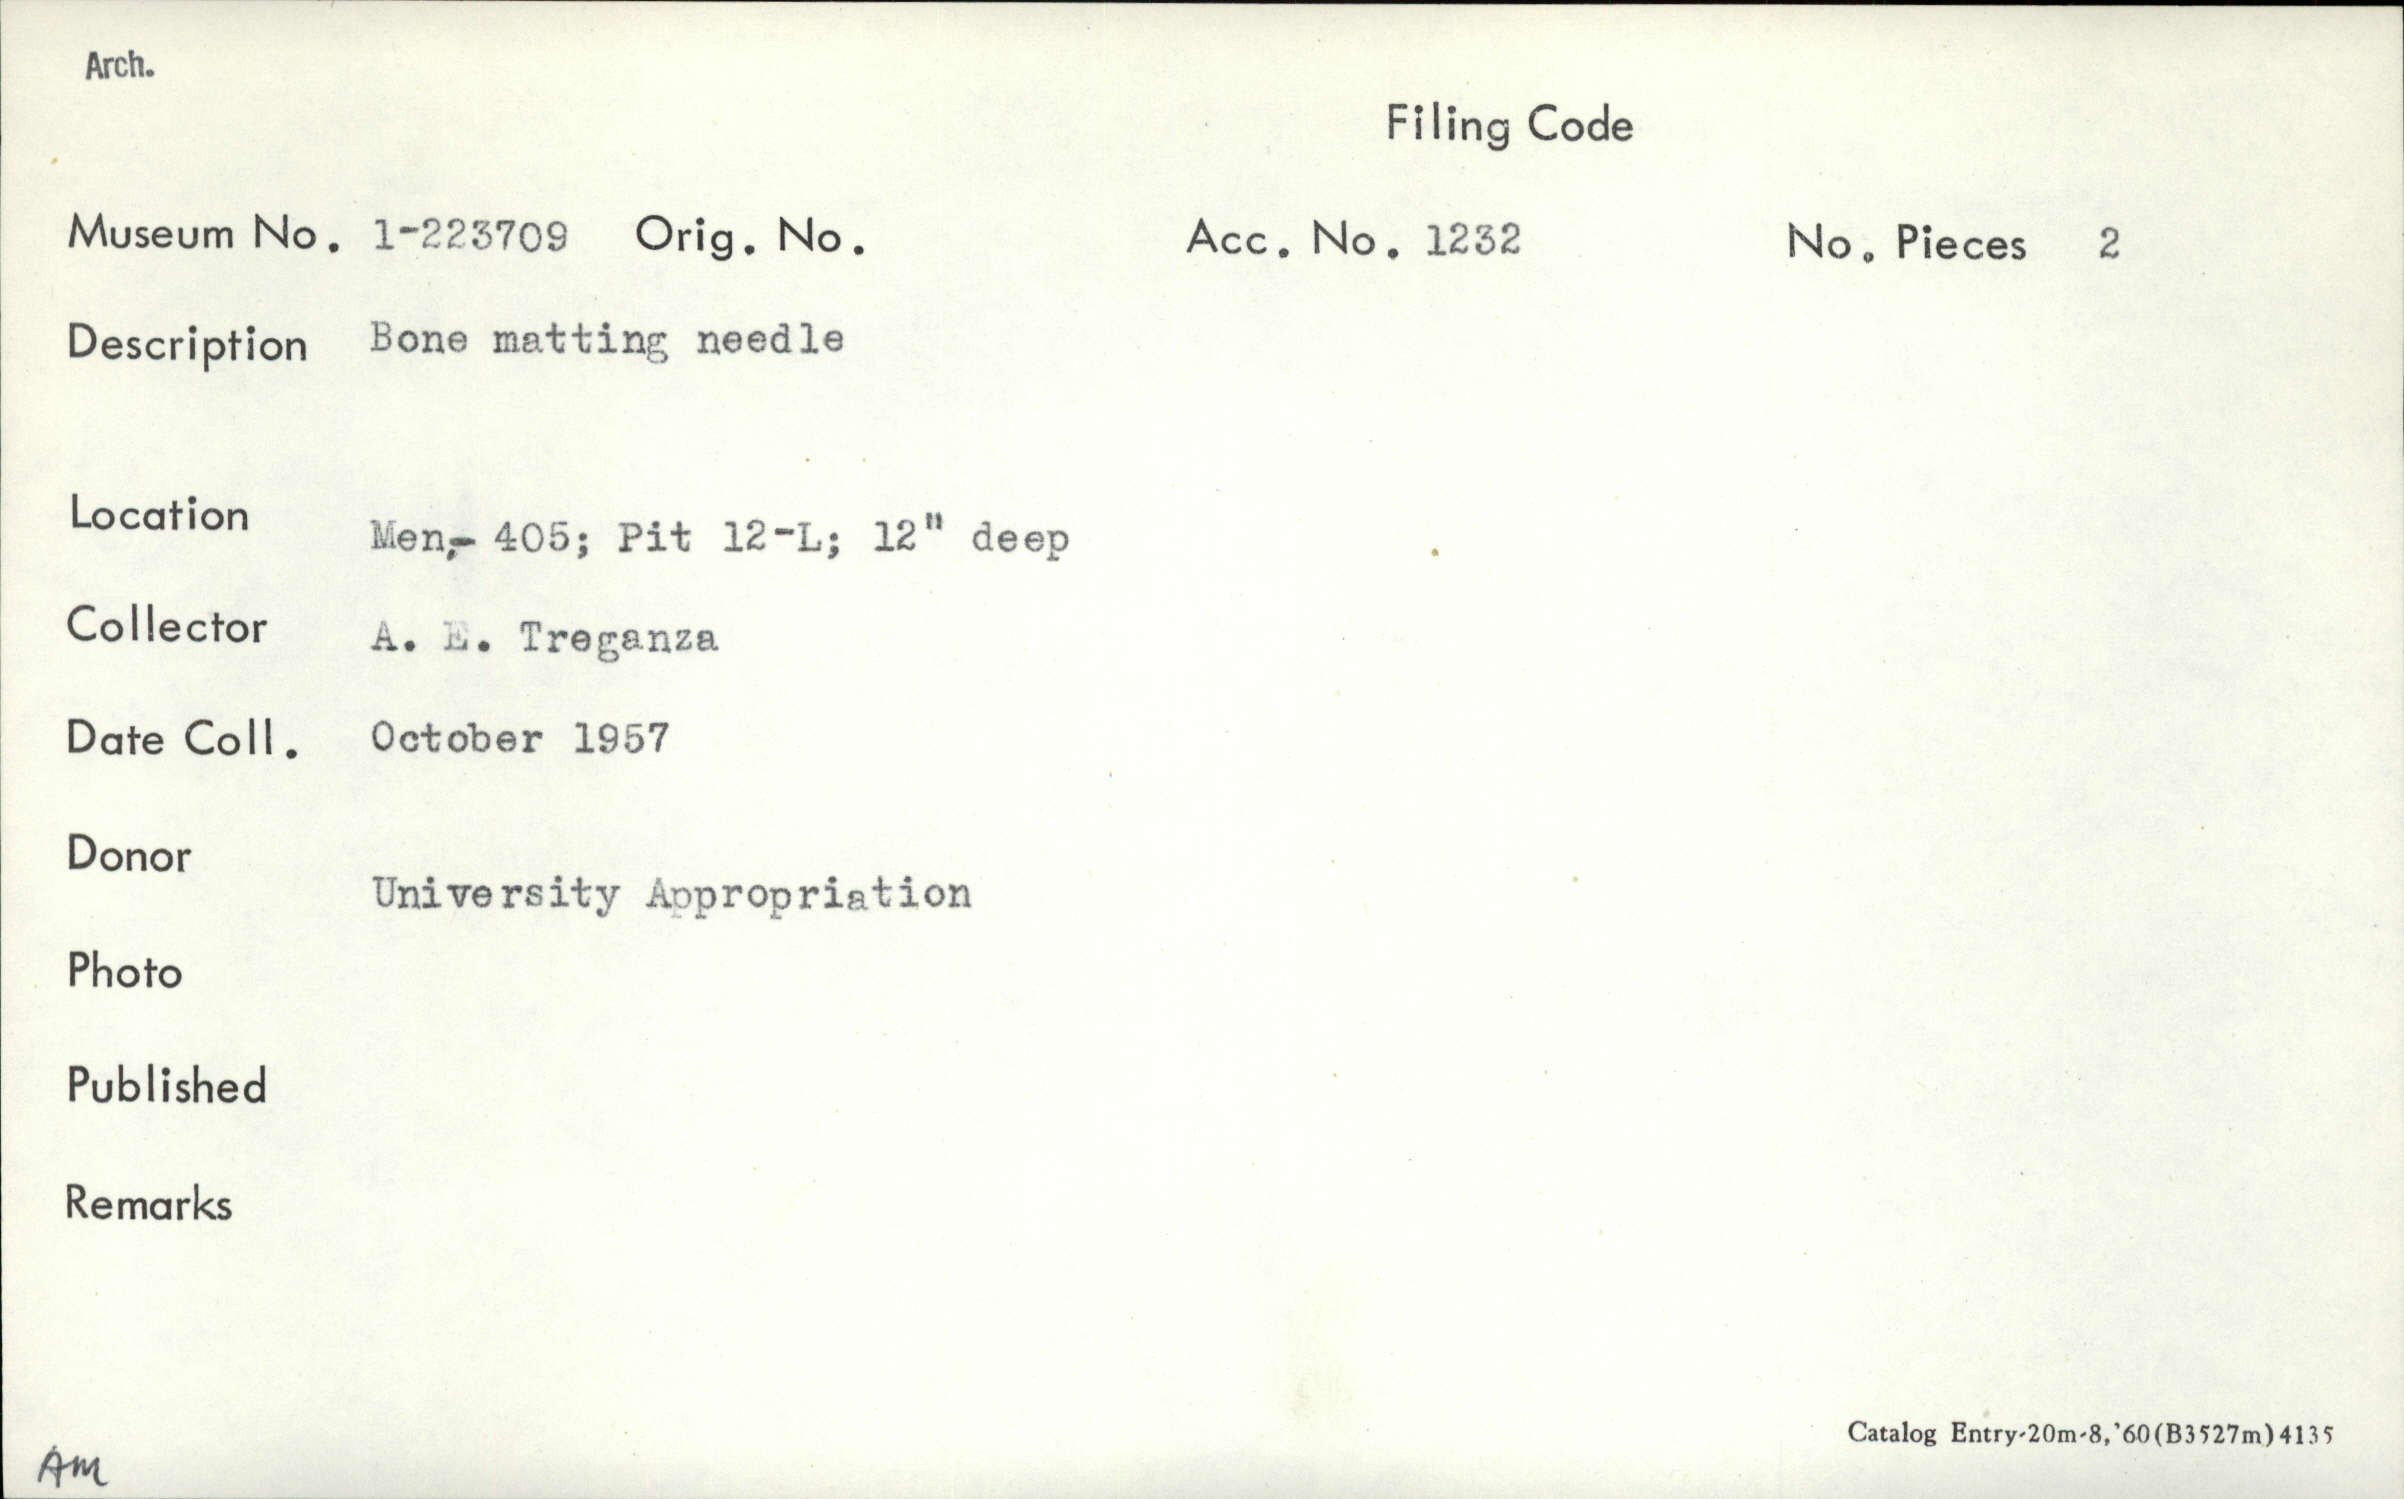 Arch.
Filing Code
Museum No. 1-223709 Orig. No. Acc. No. 1232 No. Pieces 2
Description Bone matting needle
Location Men,- 405; Pit 12-L; 12" deep
Collector A. E. Treganza
Date Coll. October 1957
Donor
University Appropriation
Photo
Published
Remarks
Catalog Entry-20m-8,'60(B3527m)4135
AM